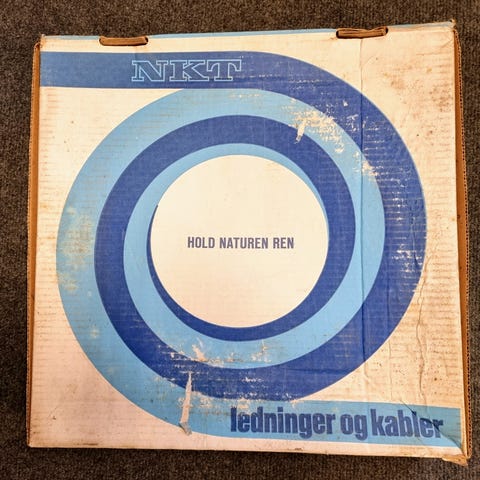 NKT
HOLD NATUREN REN
ledninger og kabler